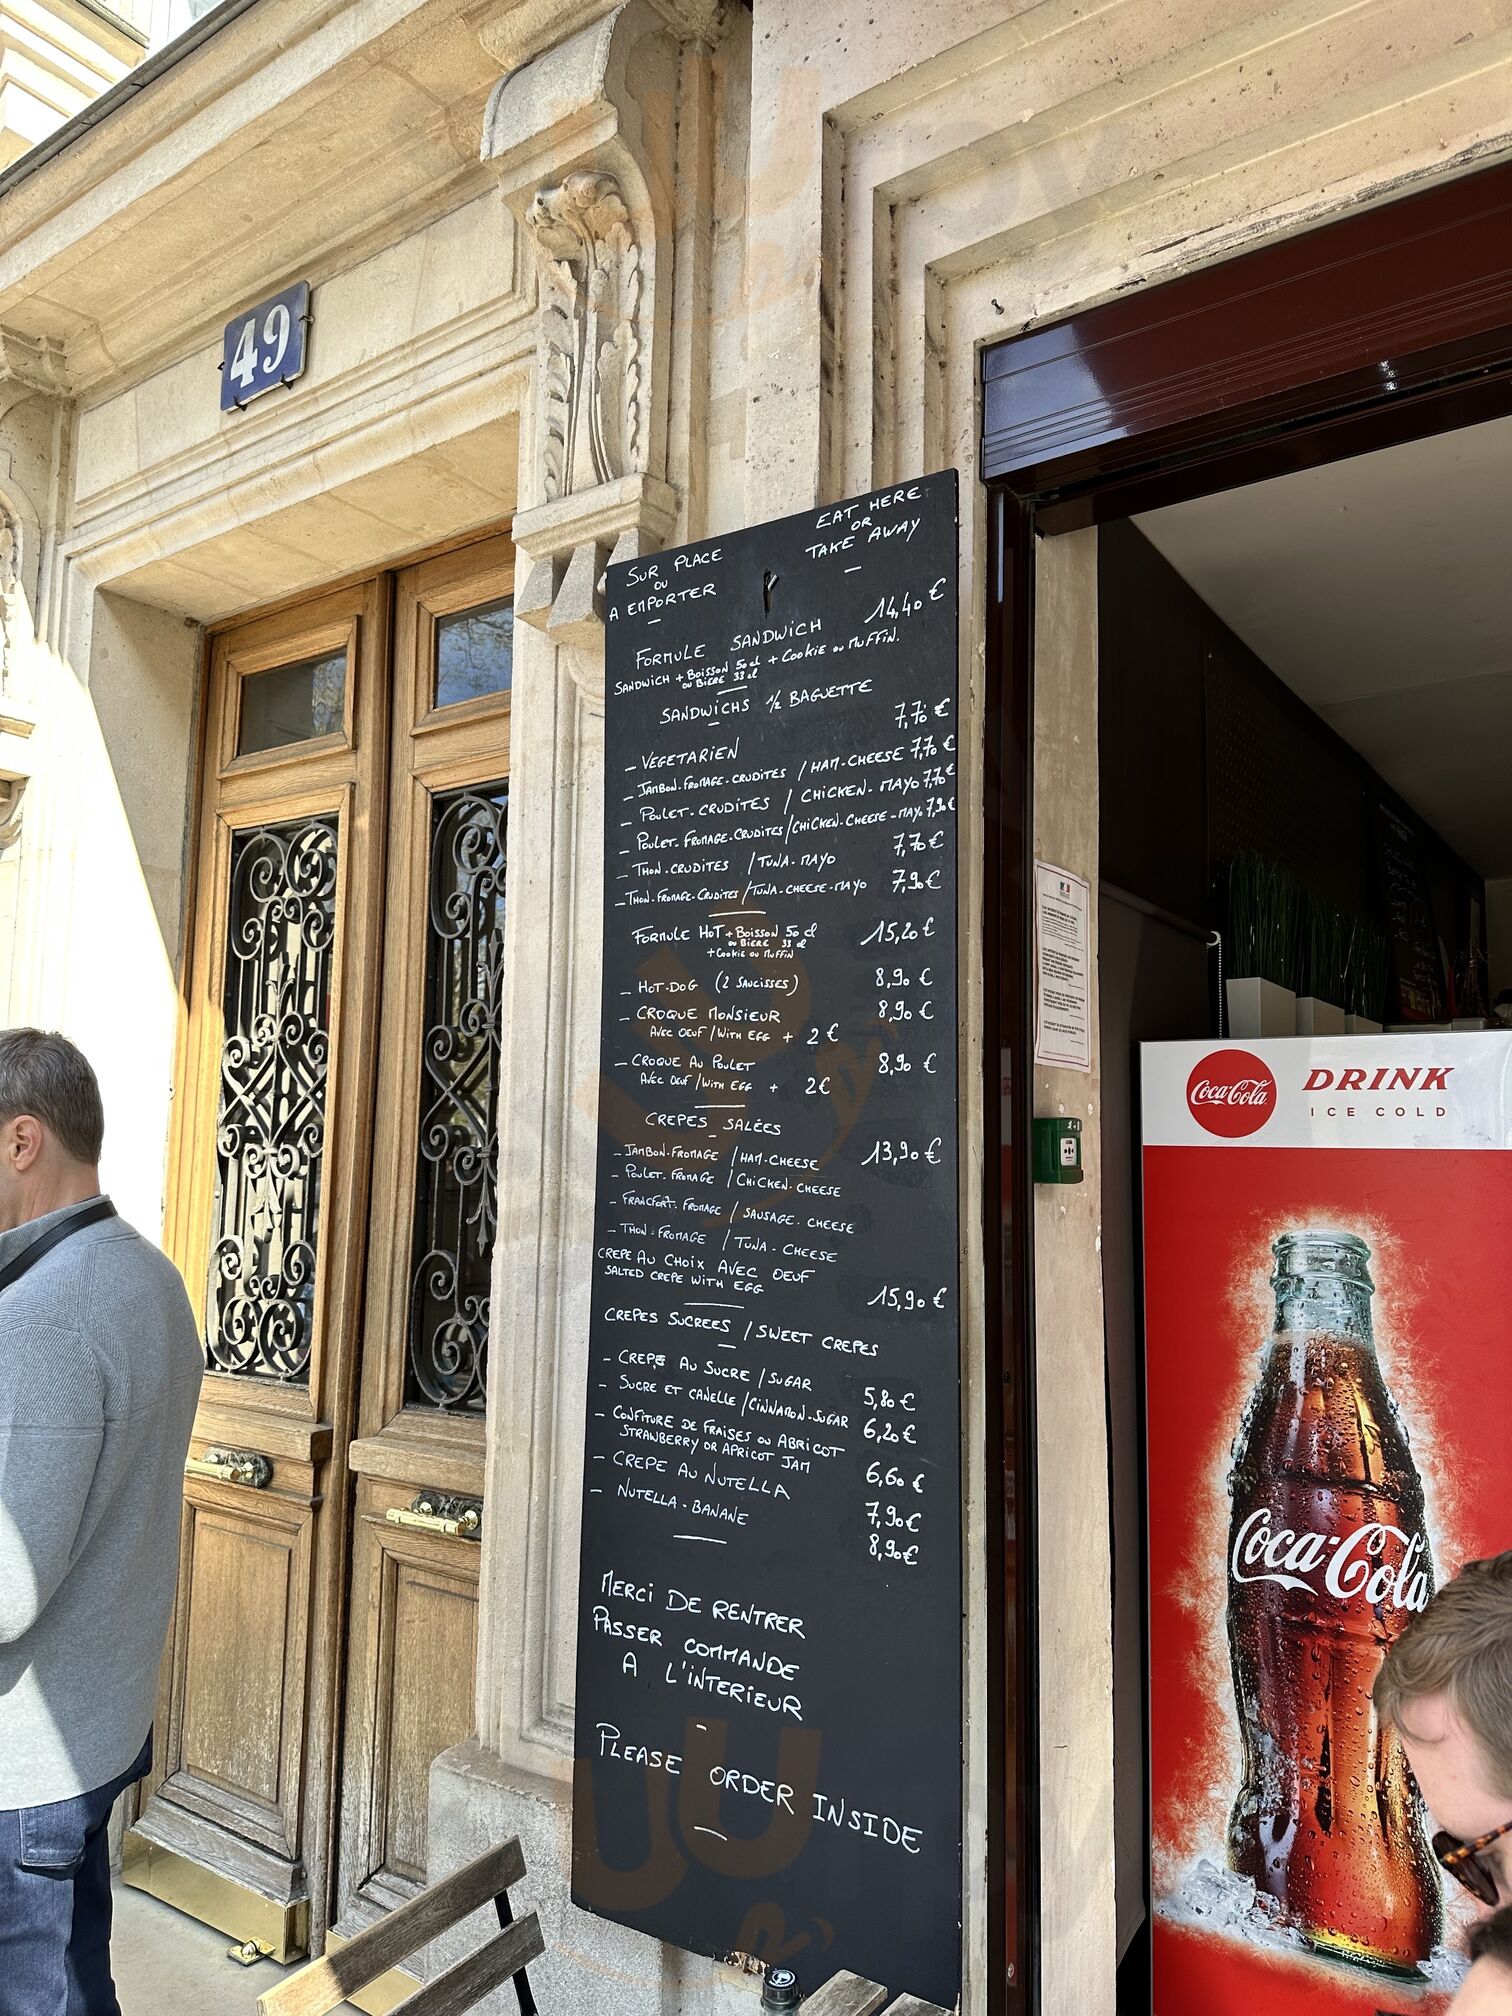 49
SUR PLACE
OU
A EMPORTER
EAT HERE
OR
TAKE AWAY
FORMULE SANDWICH 14,40 €
SANDWICH + BOISSON 50 cl + COOKIE ou MUFFIN.
ou BIERE 33 cl
SANDWICHS 1/2 BAGUETTE
- VEGETARIEN 7,70 €
- JAMBON-FROMAGE-CRUDITES / HAM-CHEESE 7,70 €
- POULET-CRUDITES / CHICKEN-MAYO 7,70 €
- POULET-FROMAGE-CRUDITES / CHICKEN-CHEESE-MAYO 7,90 €
- THON-CRUDITES / TUNA-MAYO 7,70 €
- THON-FROMAGE-CRUDITES / TUNA-CHEESE-MAYO 7,90 €
FORMULE HOT + BOISSON 50 cl 15,20 €
ou BIERE 33 cl
+ COOKIE ou MUFFIN
- HOT-DOG (2 SAUCISSES) 8,90 €
- CROQUE MONSIEUR 8,90 €
AVEC OEUF / WITH EGG + 2 €
- CROQUE AU POULET 8,90 €
AVEC OEUF / WITH EGG + 2 €
CREPES SALÉES
- JAMBON-FROMAGE / HAM-CHEESE 13,90 €
- POULET-FROMAGE / CHICKEN-CHEESE
- FRANCFORT-FROMAGE / SAUSAGE-CHEESE
- THON-FROMAGE / TUNA-CHEESE
CREPE AU CHOIX AVEC OEUF
SALTED CREPE WITH EGG 15,90 €
CREPES SUCREES / SWEET CREPES
- CREPE AU SUCRE / SUGAR 5,80 €
- SUCRE ET CANELLE / CINNAMON-SUGAR 6,20 €
- CONFITURE DE FRAISES ou ABRICOT
STRAWBERRY OR APRICOT JAM 6,60 €
- CREPE AU NUTELLA 7,90 €
- NUTELLA-BANANE 8,90 €
MERCI DE RENTRER
PASSER COMMANDE
A L'INTERIEUR
PLEASE ORDER INSIDE
Coca-Cola
DRINK
ICE COLD
Coca-Cola